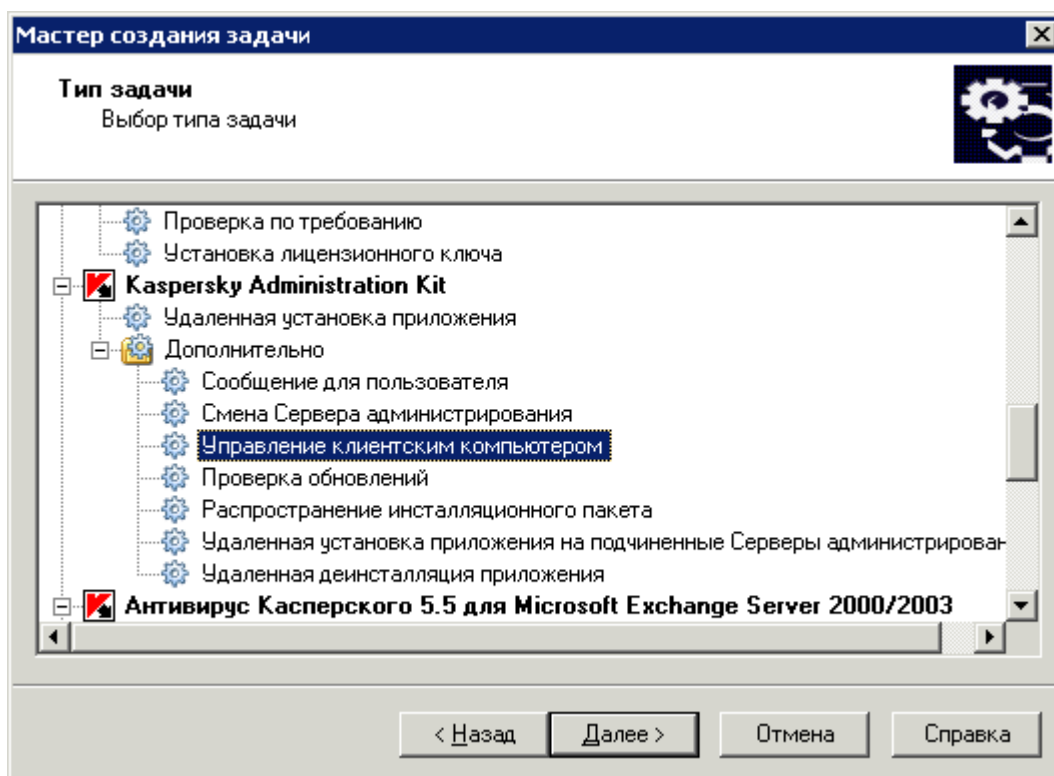 Мастер создания задачи
Тип задачи
Выбор типа задачи
Проверка по требованию
Установка лицензионного ключа
Kaspersky Administration Kit
Удаленная установка приложения
Дополнительно
Сообщение для пользователя
Смена Сервера администрирования
Управление клиентским компьютером
Проверка обновлений
Распространение инсталляционного пакета
Удаленная установка приложения на подчиненные Серверы администрирован
Удаленная деинсталляция приложения
Антивирус Касперского 5.5 для Microsoft Exchange Server 2000/2003
< Назад Далее > Отмена Справка